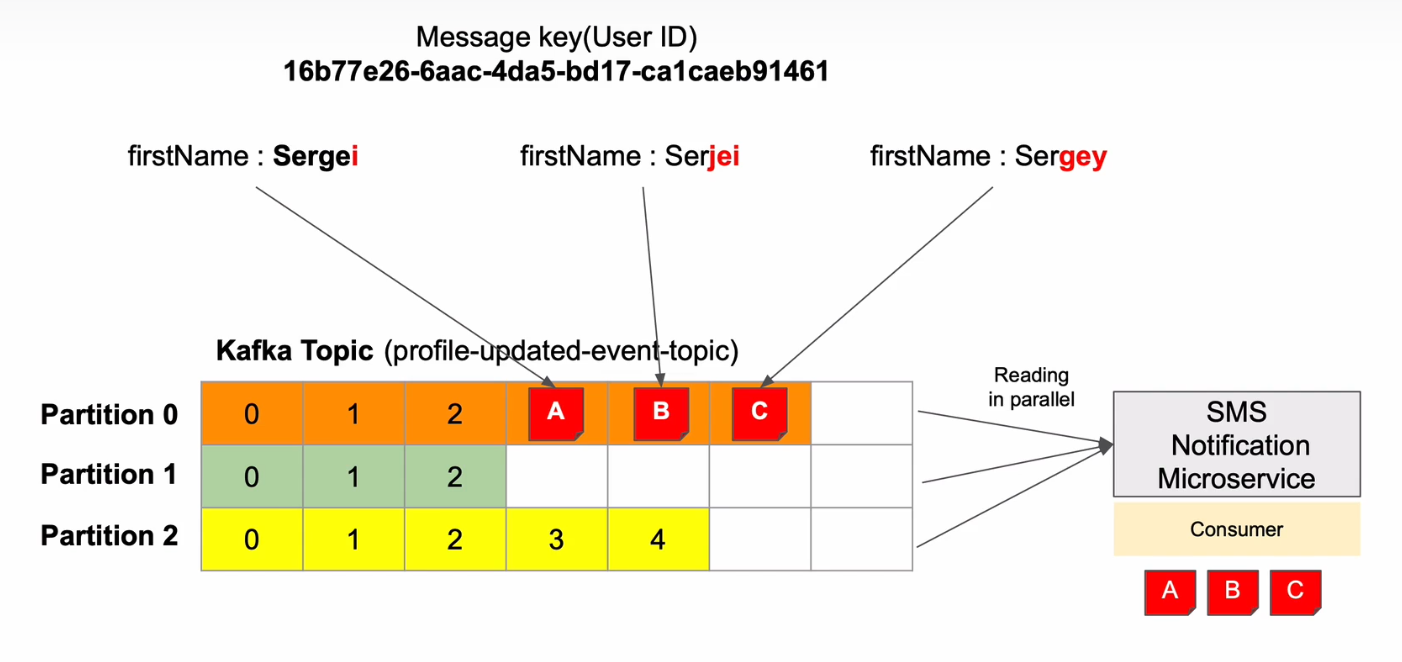 Message key(User ID)
16b77e26-6aac-4da5-bd17-ca1caeb91461
firstName : Sergei
firstName : Serjei
firstName : Sergey
Kafka Topic (profile-updated-event-topic)
Partition 0
0 1 2 A B C
Partition 1
0 1 2
Partition 2
0 1 2 3 4
Reading
in parallel
SMS
Notification
Microservice
Consumer
A B C